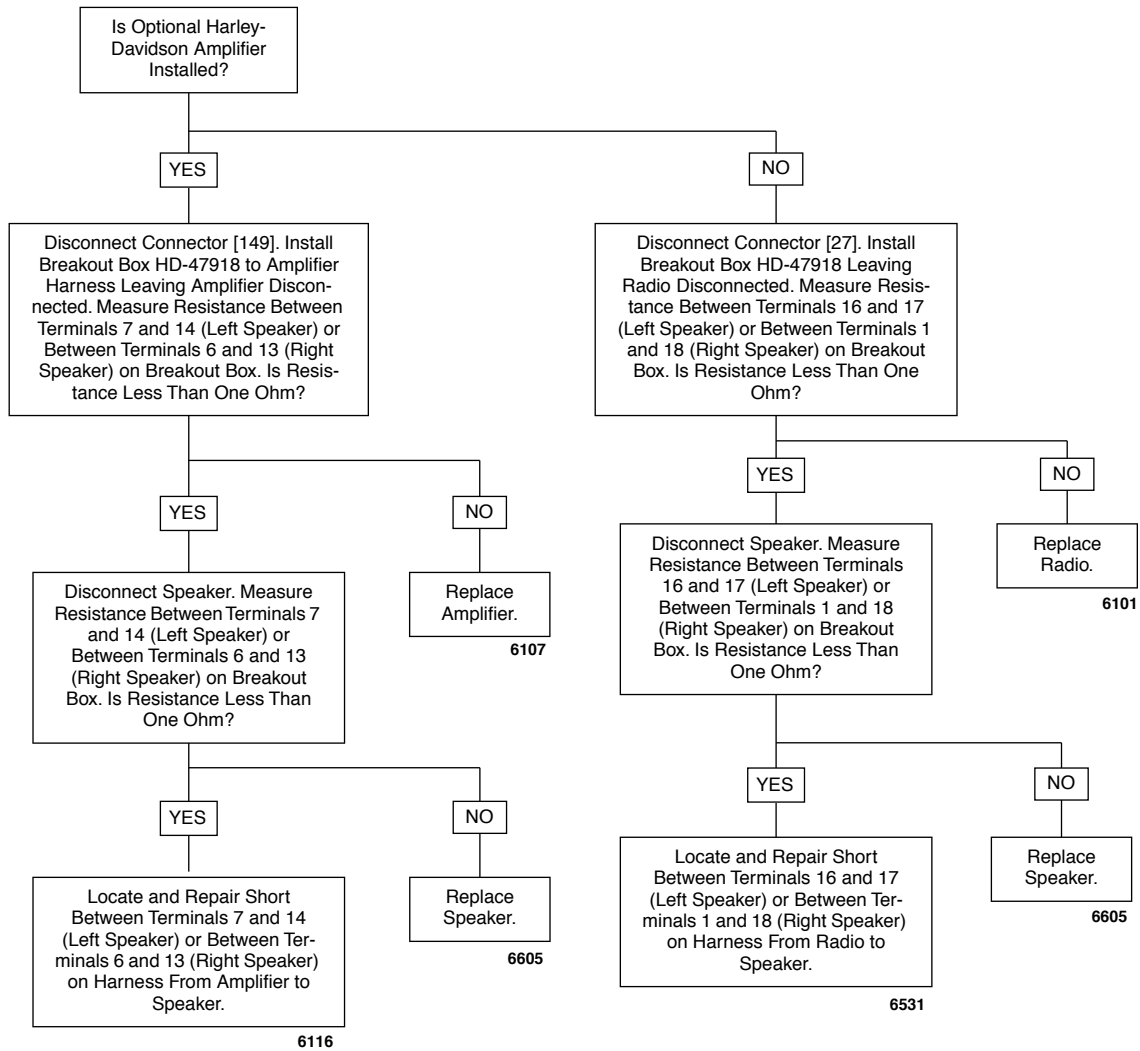 Is Optional Harley-
Davidson Amplifier
Installed?
YES
NO
Disconnect Connector [149]. Install
Breakout Box HD-47918 to Amplifier
Harness Leaving Amplifier Discon-
nected. Measure Resistance Between
Terminals 7 and 14 (Left Speaker) or
Between Terminals 6 and 13 (Right
Speaker) on Breakout Box. Is Resis-
tance Less Than One Ohm?
Disconnect Connector [27]. Install
Breakout Box HD-47918 Leaving
Radio Disconnected. Measure Resis-
tance Between Terminals 16 and 17
(Left Speaker) or Between Terminals 1
and 18 (Right Speaker) on Breakout
Box. Is Resistance Less Than One
Ohm?
YES
NO
YES
NO
Disconnect Speaker. Measure
Resistance Between Terminals 7
and 14 (Left Speaker) or
Between Terminals 6 and 13
(Right Speaker) on Breakout
Box. Is Resistance Less Than
One Ohm?
Replace
Amplifier.
6107
Disconnect Speaker. Measure
Resistance Between Terminals
16 and 17 (Left Speaker) or
Between Terminals 1 and 18
(Right Speaker) on Breakout
Box. Is Resistance Less Than
One Ohm?
Replace
Radio.
6101
YES
NO
YES
NO
Locate and Repair Short
Between Terminals 7 and 14
(Left Speaker) or Between Ter-
minals 6 and 13 (Right Speaker)
on Harness From Amplifier to
Speaker.
6116
Replace
Speaker.
6605
Locate and Repair Short
Between Terminals 16 and 17
(Left Speaker) or Between Ter-
minals 1 and 18 (Right Speaker)
on Harness From Radio to
Speaker.
6531
Replace
Speaker.
6605